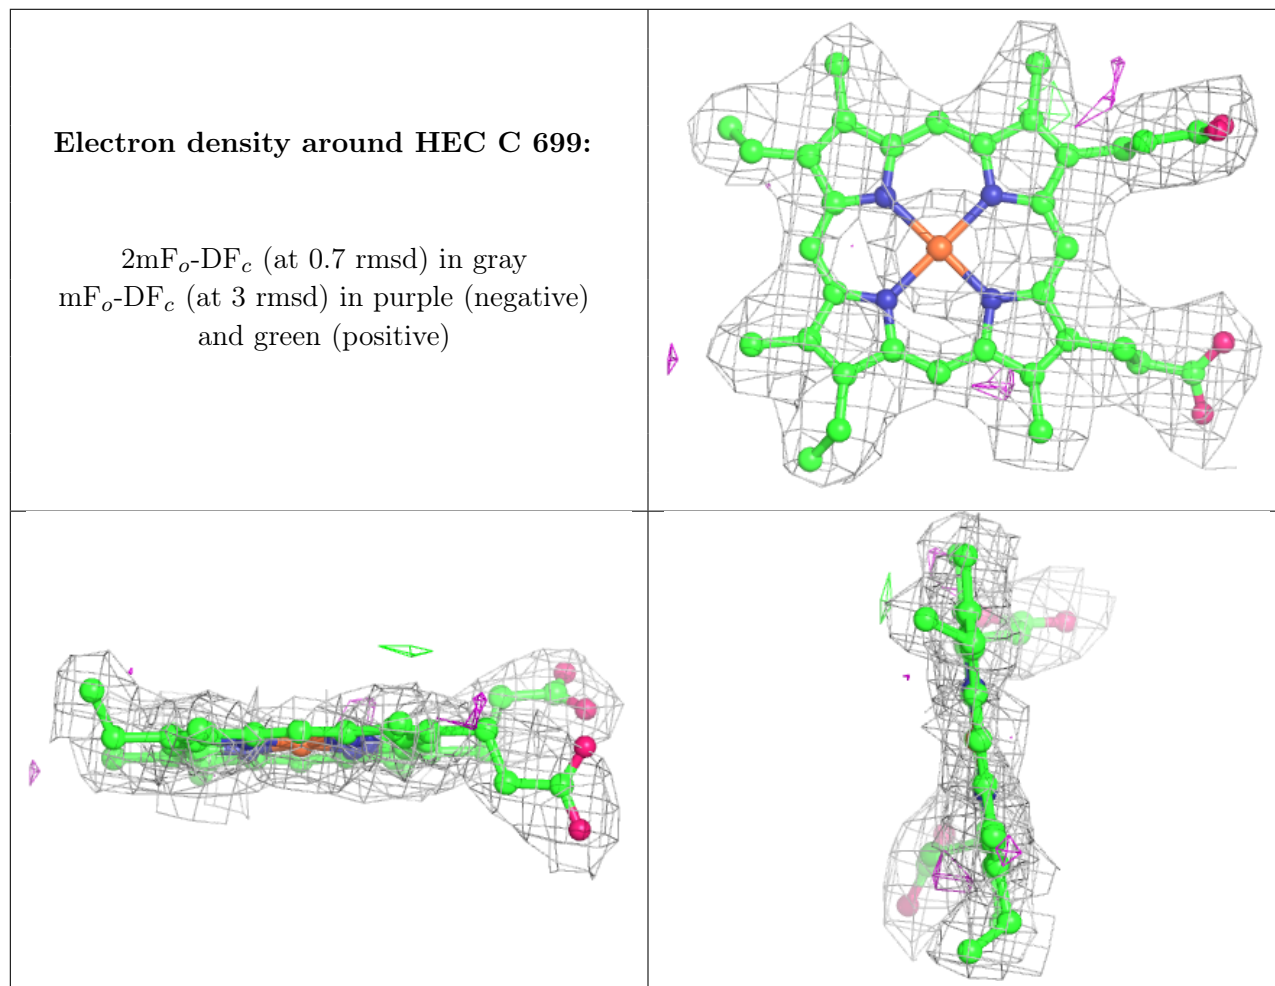 Electron density around HEC C 699:
2mFo-DFc (at 0.7 rmsd) in gray
mFo-DFc (at 3 rmsd) in purple (negative)
and green (positive)